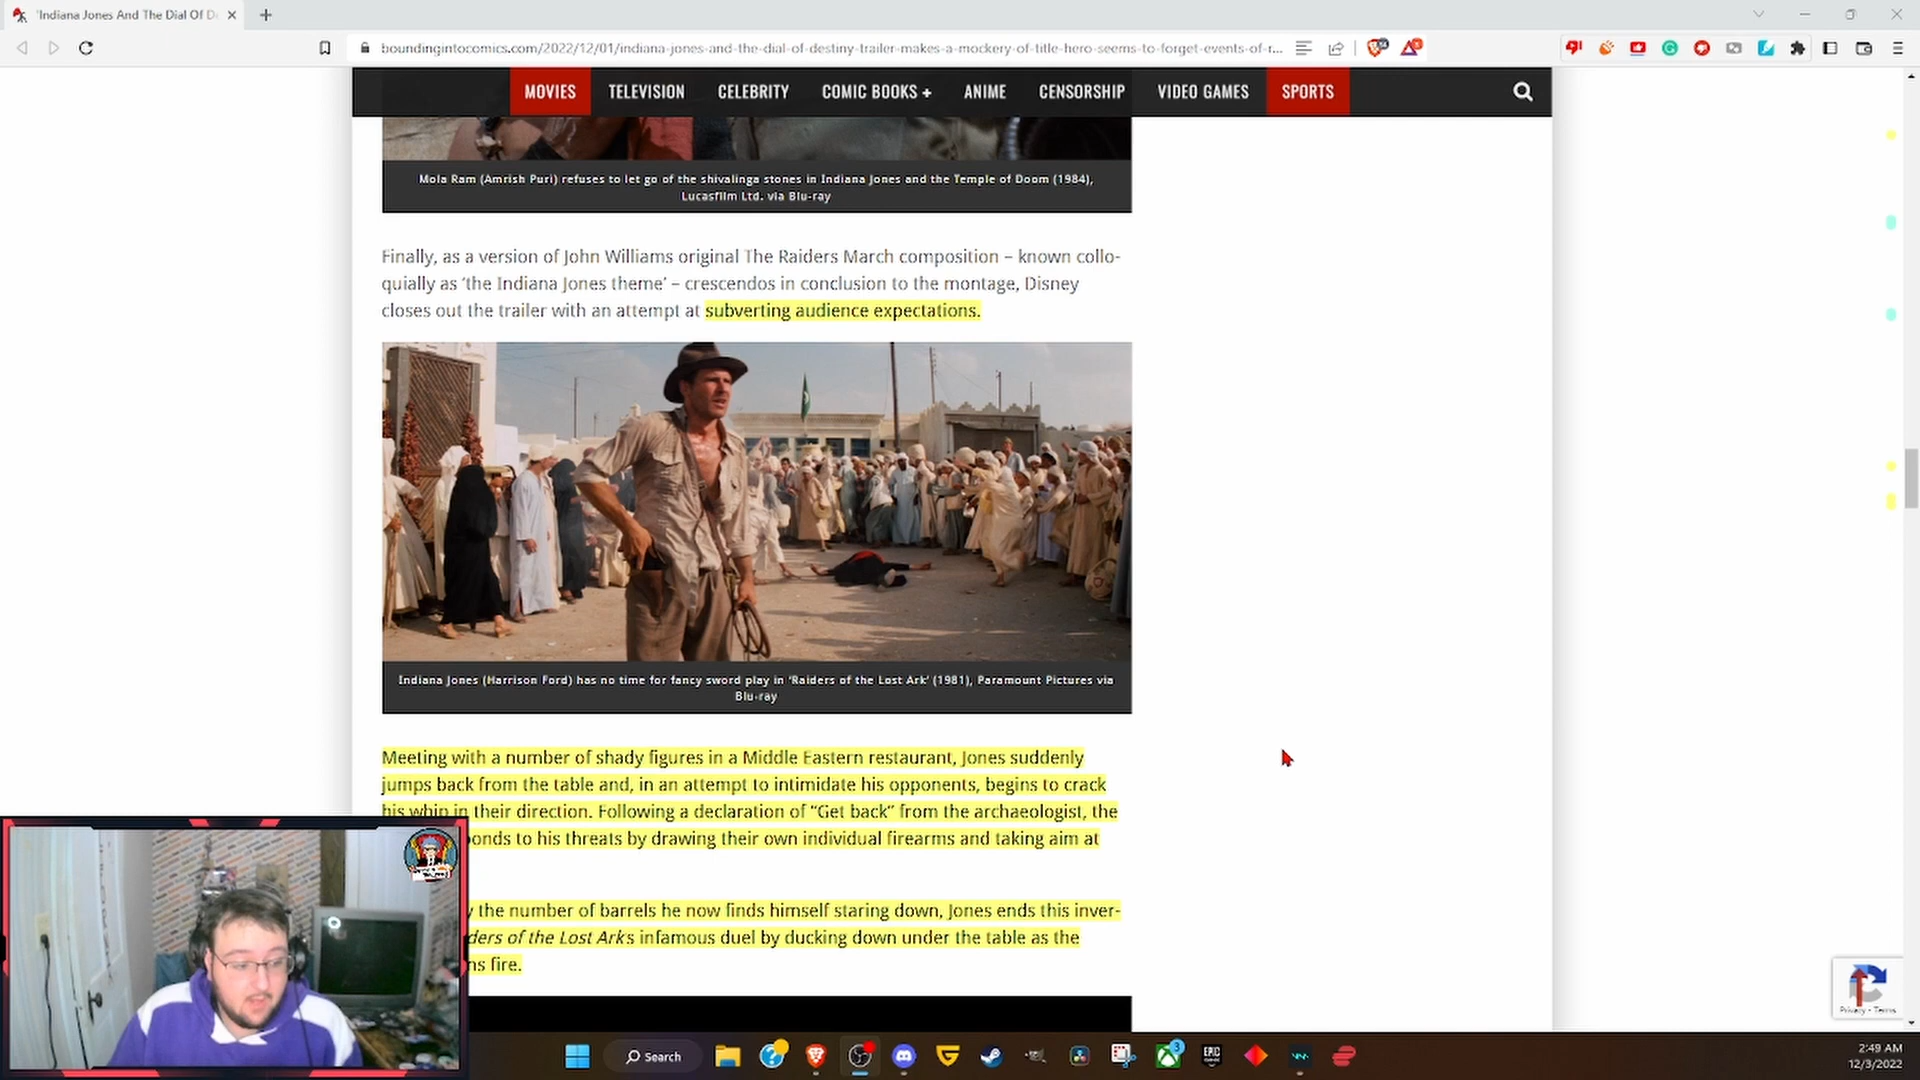 'Indiana Jones And The Dial Of D
boundingintocomics.com/2022/12/01/indiana-jones-and-the-dial-of-destiny-trailer-makes-a-mockery-of-title-hero-seems-to-forget-events-of-r...
MOVIES TELEVISION CELEBRITY COMIC BOOKS + ANIME CENSORSHIP VIDEO GAMES SPORTS
Mola Ram (Amrish Puri) refuses to let go of the shivalinga stones in Indiana Jones and the Temple of Doom (1984),
Lucasfilm Ltd. via Blu-ray
Finally, as a version of John Williams original The Raiders March composition – known collo-
quially as ‘the Indiana Jones theme’ – crescendos in conclusion to the montage, Disney
closes out the trailer with an attempt at subverting audience expectations.
Indiana Jones (Harrison Ford) has no time for fancy sword play in ‘Raiders of the Lost Ark’ (1981), Paramount Pictures via
Blu-ray
Meeting with a number of shady figures in a Middle Eastern restaurant, Jones suddenly
jumps back from the table and, in an attempt to intimidate his opponents, begins to crack
his whip in their direction. Following a declaration of “Get back” from the archaeologist, the
onds to his threats by drawing their own individual firearms and taking aim at
y the number of barrels he now finds himself staring down, Jones ends this inver-
ders of the Lost Ark's infamous duel by ducking down under the table as the
ns fire.
Privacy - Terms
Search
3
EPIC GAMES
2:49 AM
12/3/2022